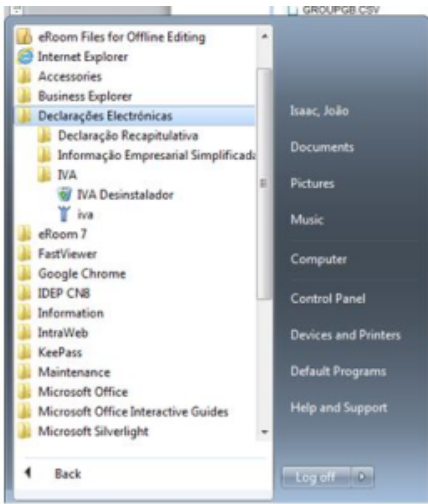 GROUPGB.CSV
eRoom Files for Offline Editing
Internet Explorer
Accessories
Business Explorer
Declarações Electrónicas
Declaração Recapitulativa
Informação Empresarial Simplificada
IVA
IVA Desinstalador
iva
eRoom 7
FastViewer
Google Chrome
IDEP CN8
Information
IntraWeb
KeePass
Maintenance
Microsoft Office
Microsoft Office Interactive Guides
Microsoft Silverlight
Back
Isaac, João
Documents
Pictures
Music
Computer
Control Panel
Devices and Printers
Default Programs
Help and Support
Log off